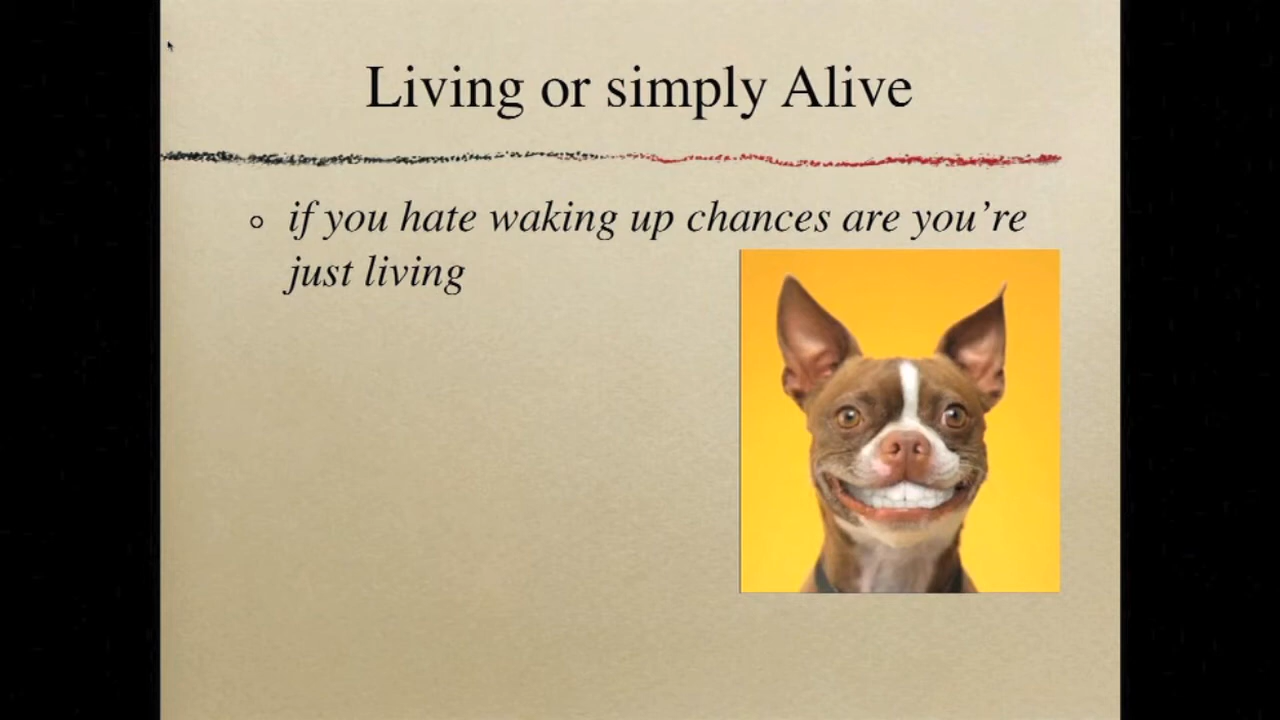 Living or simply Alive
if you hate waking up chances are you’re
just living